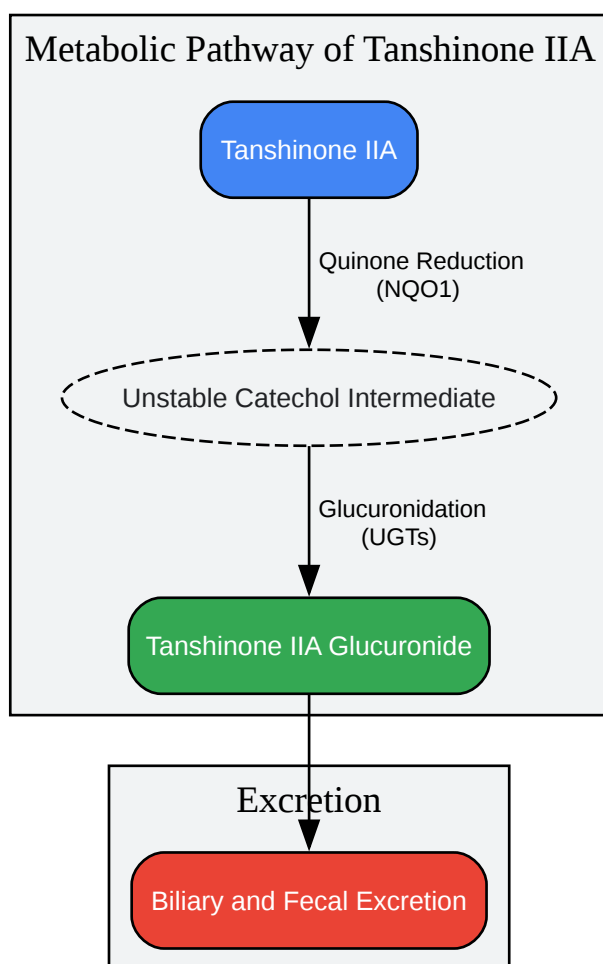 Metabolic Pathway of Tanshinone IIA
Tanshinone IIA
Quinone Reduction
(NQO1)
Unstable Catechol Intermediate
Glucuronidation
(UGTs)
Tanshinone IIA Glucuronide
Excretion
Biliary and Fecal Excretion